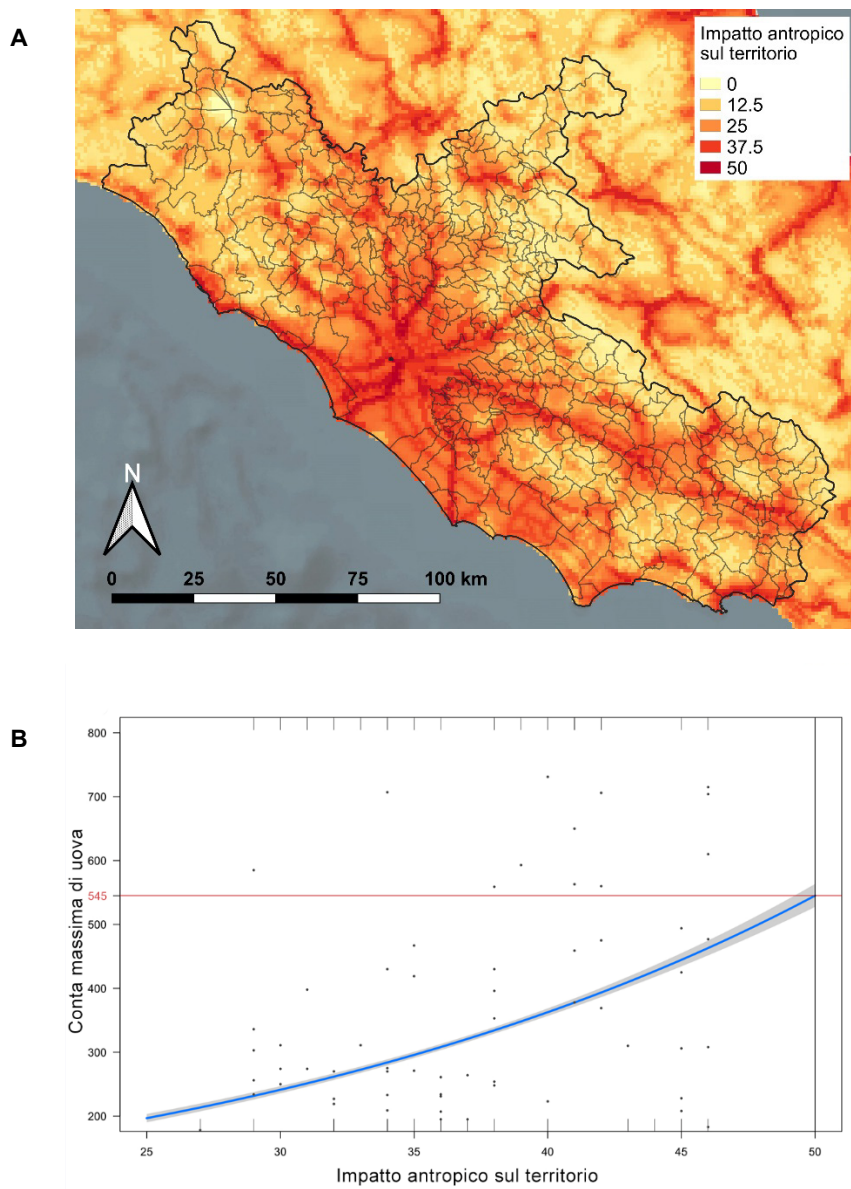 A
Impatto antropico
sul territorio
0
12.5
25
37.5
50
N
0 25 50 75 100 km
B
Conta massima di uova
800
700
600
545
500
400
300
200
25 30 35 40 45 50
Impatto antropico sul territorio